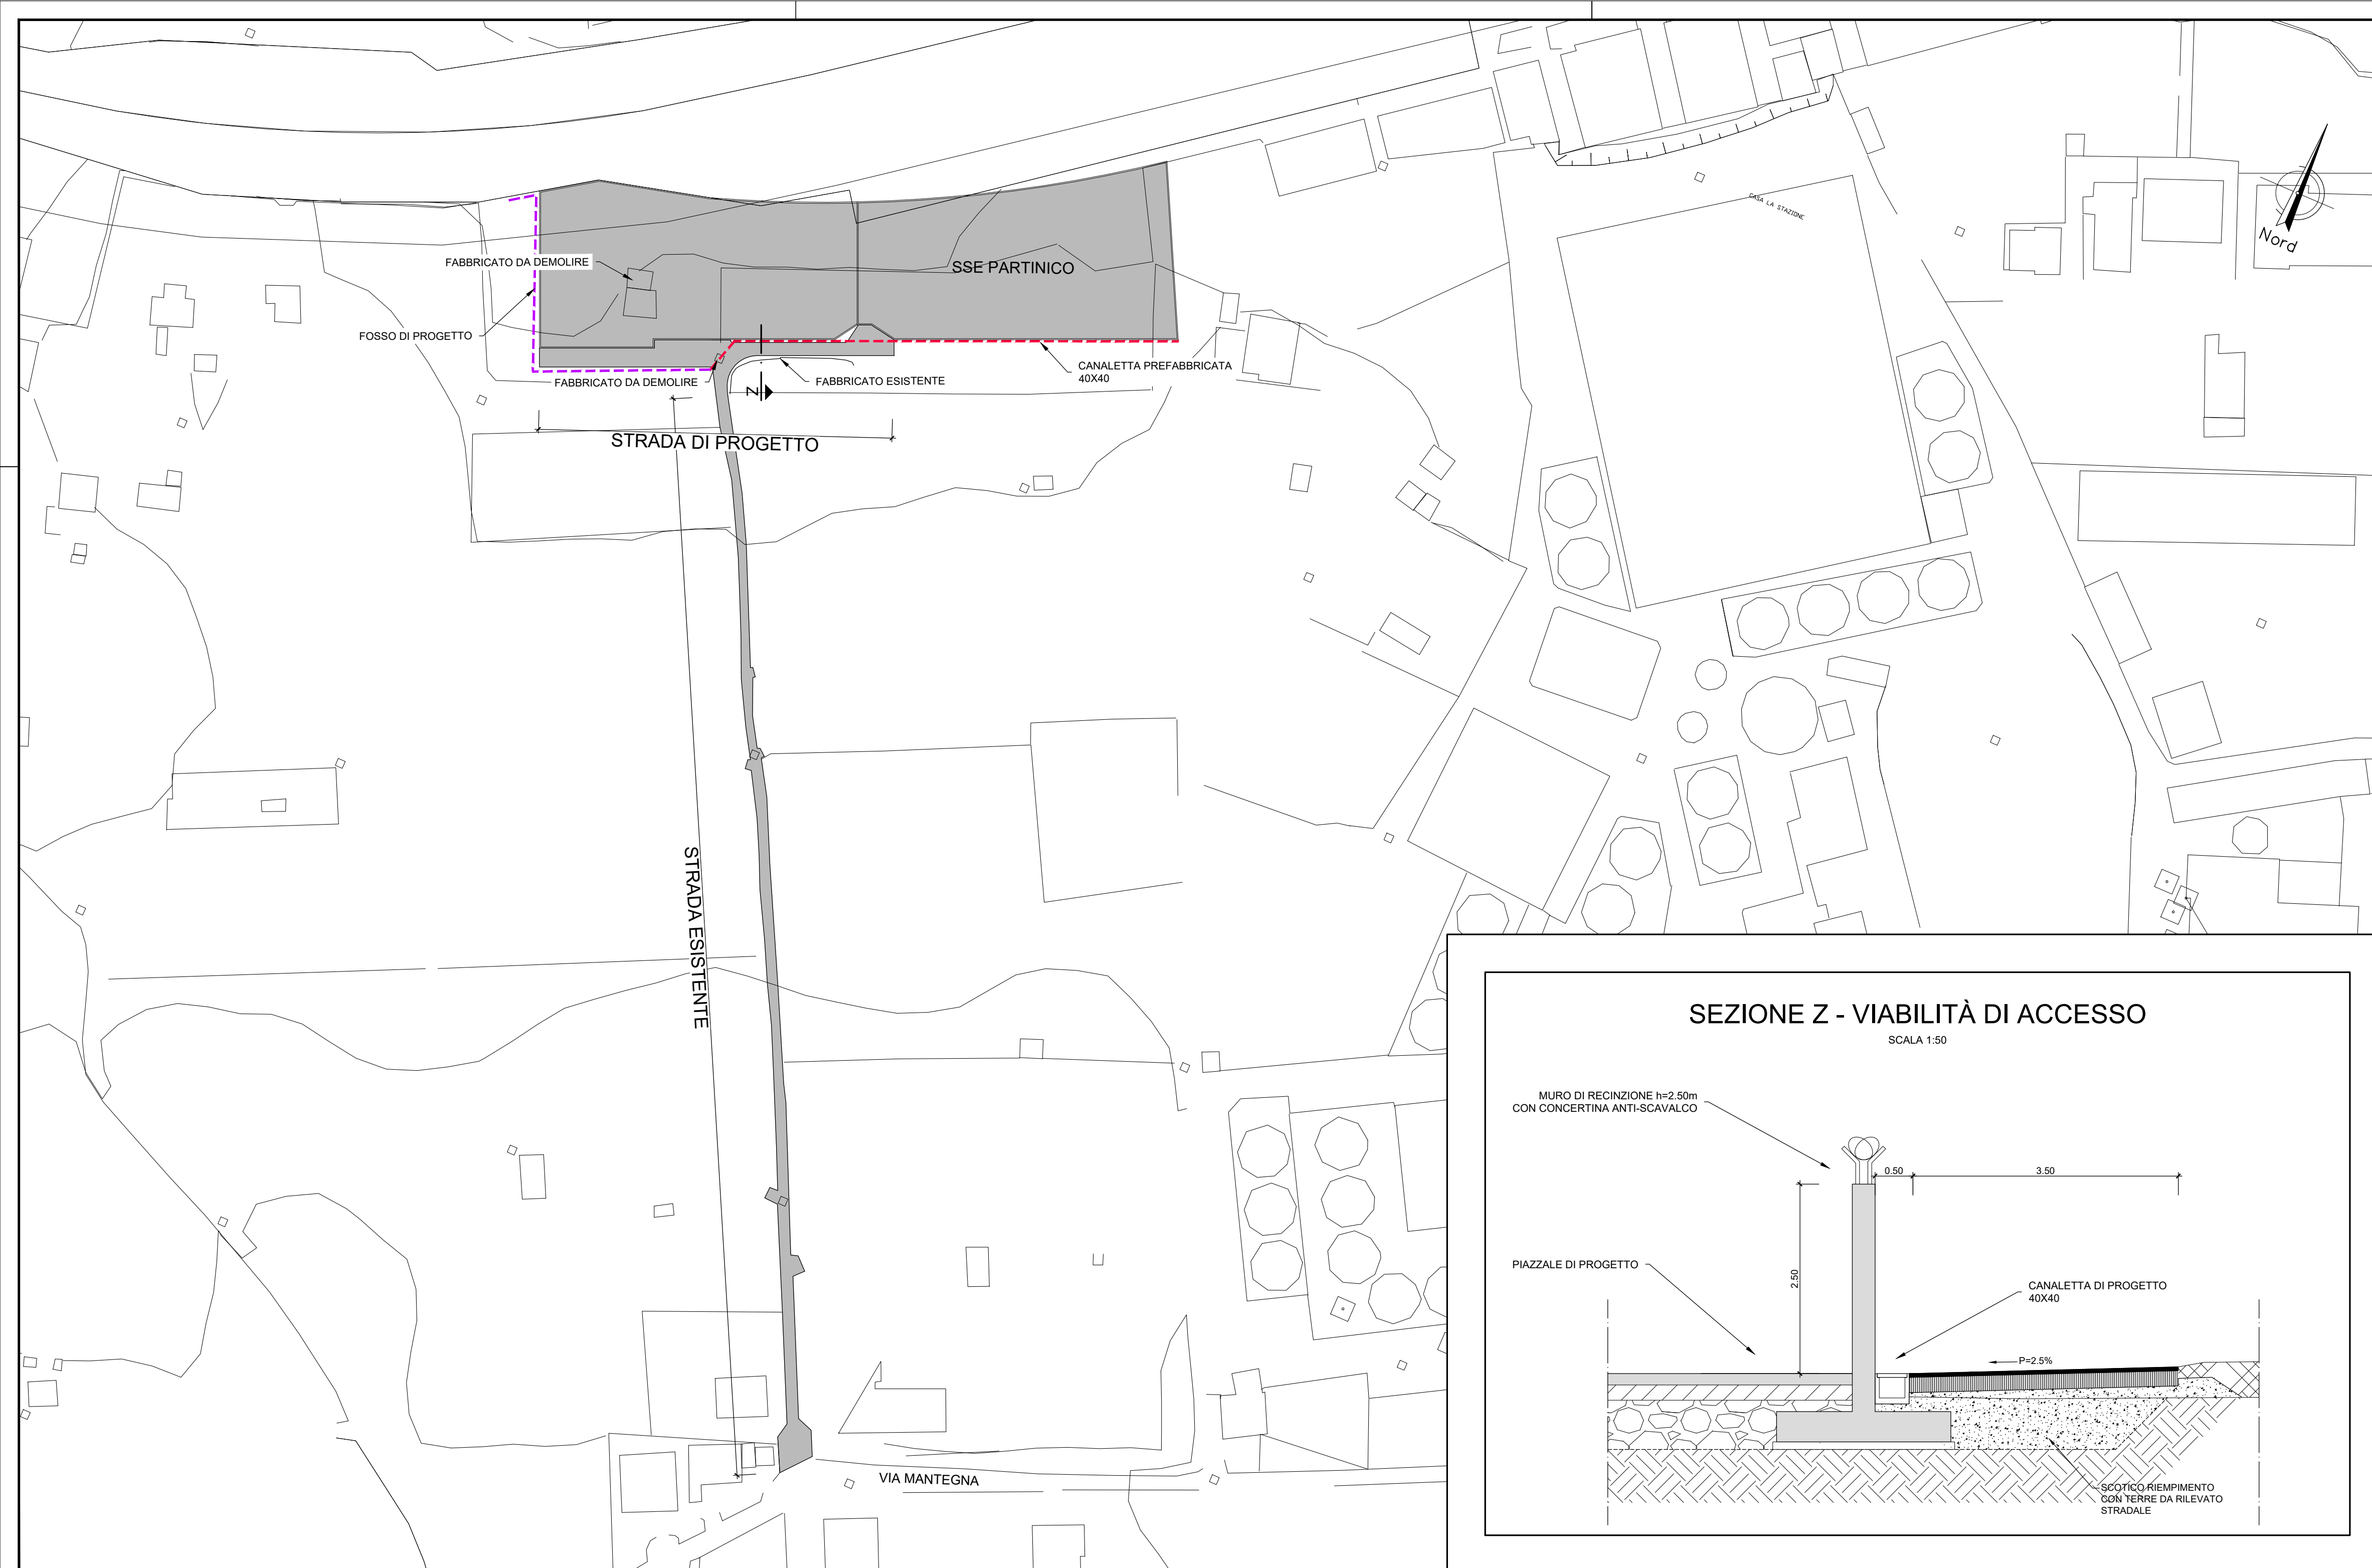 CASA LA STAZIONE
Nord
FABBRICATO DA DEMOLIRE
SSE PARTINICO
FOSSO DI PROGETTO
CANALETTA PREFABBRICATA
40X40
FABBRICATO DA DEMOLIRE
FABBRICATO ESISTENTE
Z
STRADA DI PROGETTO
STRADA ESISTENTE
VIA MANTEGNA
SEZIONE Z - VIABILITÀ DI ACCESSO
SCALA 1:50
MURO DI RECINZIONE h=2.50m
CON CONCERTINA ANTI-SCAVALCO
0.50
3.50
2.50
PIAZZALE DI PROGETTO
CANALETTA DI PROGETTO
40X40
P=2.5%
SCOTICO RIEMPIMENTO
CON TERRE DA RILEVATO
STRADALE